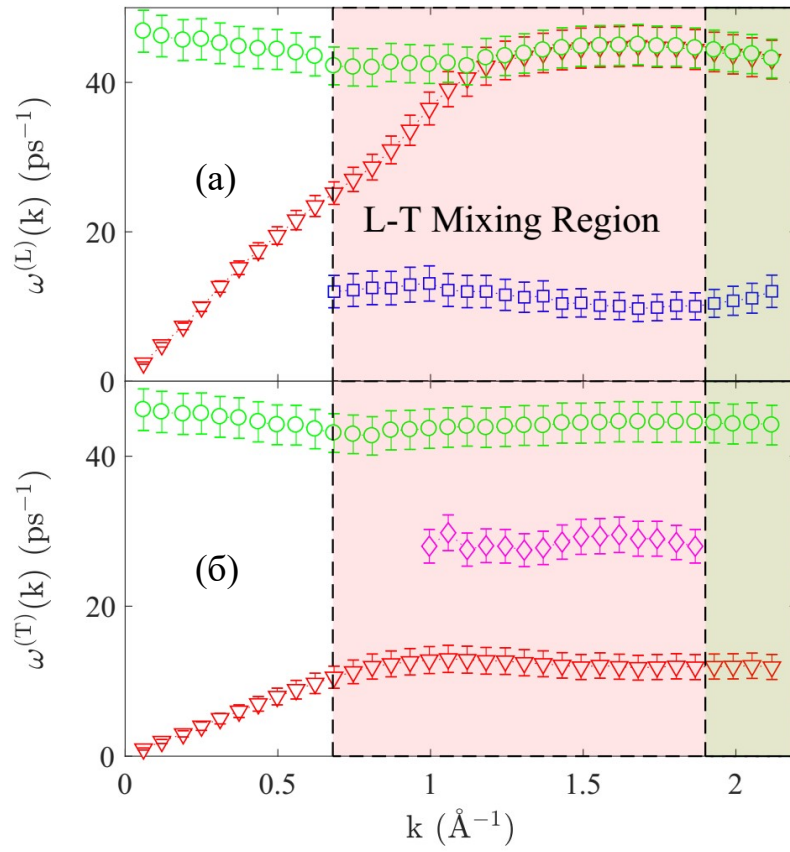 ω^(L)(k) (ps⁻¹)
40
20
0
(а)
L-T Mixing Region
ω^(T)(k) (ps⁻¹)
40
20
0
(б)
0 0.5 1 1.5 2
k (Å⁻¹)